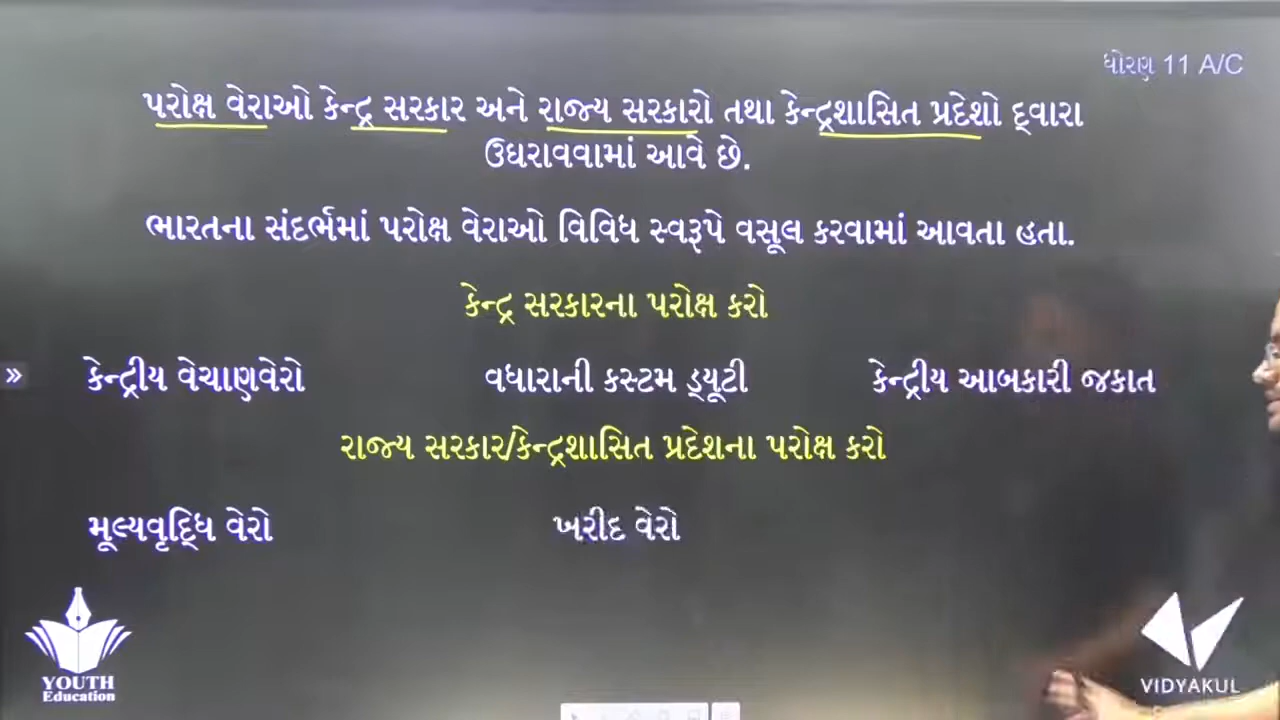 ધોરણ 11 A/C
પરોક્ષ વેરાઓ કેન્દ્ર સરકાર અને રાજ્ય સરકારો તથા કેન્દ્રશાસિત પ્રદેશો દ્વારા
ઉઘરાવવામાં આવે છે.
ભારતના સંદર્ભમાં પરોક્ષ વેરાઓ વિવિધ સ્વરૂપે વસૂલ કરવામાં આવતા હતા.
કેન્દ્ર સરકારના પરોક્ષ કરો
કેન્દ્રીય વેચાણવેરો વધારાની કસ્ટમ ડ્યૂટી કેન્દ્રીય આબકારી જકાત
રાજ્ય સરકાર/કેન્દ્રશાસિત પ્રદેશના પરોક્ષ કરો
મૂલ્યવૃદ્ધિ વેરો ખરીદ વેરો
YOUTH
Education
VIDYAKUL